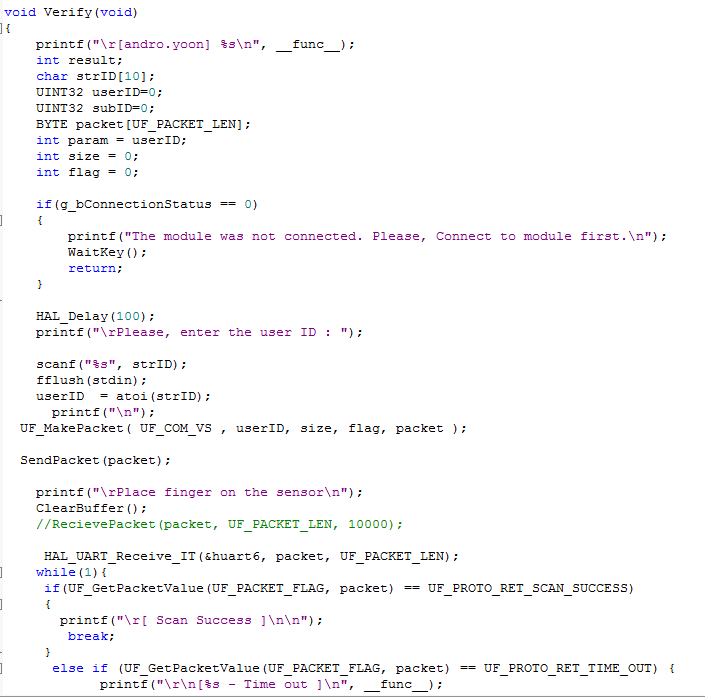 void Verify(void)
{
    printf("\r[andro.yoon] %s\n", __func__);
    int result;
    char strID[10];
    UINT32 userID=0;
    UINT32 subID=0;
    BYTE packet[UF_PACKET_LEN];
    int param = userID;
    int size = 0;
    int flag = 0;

    if(g_bConnectionStatus == 0)
    {
        printf("The module was not connected. Please, Connect to module first.\n");
        WaitKey();
        return;
    }

    HAL_Delay(100);
    printf("\rPlease, enter the user ID : ");

    scanf("%s", strID);
    fflush(stdin);
    userID  = atoi(strID);
      printf("\n");
  UF_MakePacket( UF_COM_VS , userID, size, flag, packet );

  SendPacket(packet);

    printf("\rPlace finger on the sensor\n");
    ClearBuffer();
    //RecievePacket(packet, UF_PACKET_LEN, 10000);

     HAL_UART_Receive_IT(&huart6, packet, UF_PACKET_LEN);
    while(1){
     if(UF_GetPacketValue(UF_PACKET_FLAG, packet) == UF_PROTO_RET_SCAN_SUCCESS)
     {
       printf("\r[ Scan Success ]\n\n");
        break;
     }
      else if (UF_GetPacketValue(UF_PACKET_FLAG, packet) == UF_PROTO_RET_TIME_OUT) {
            printf("\r\n[%s - Time out ]\n", __func__);